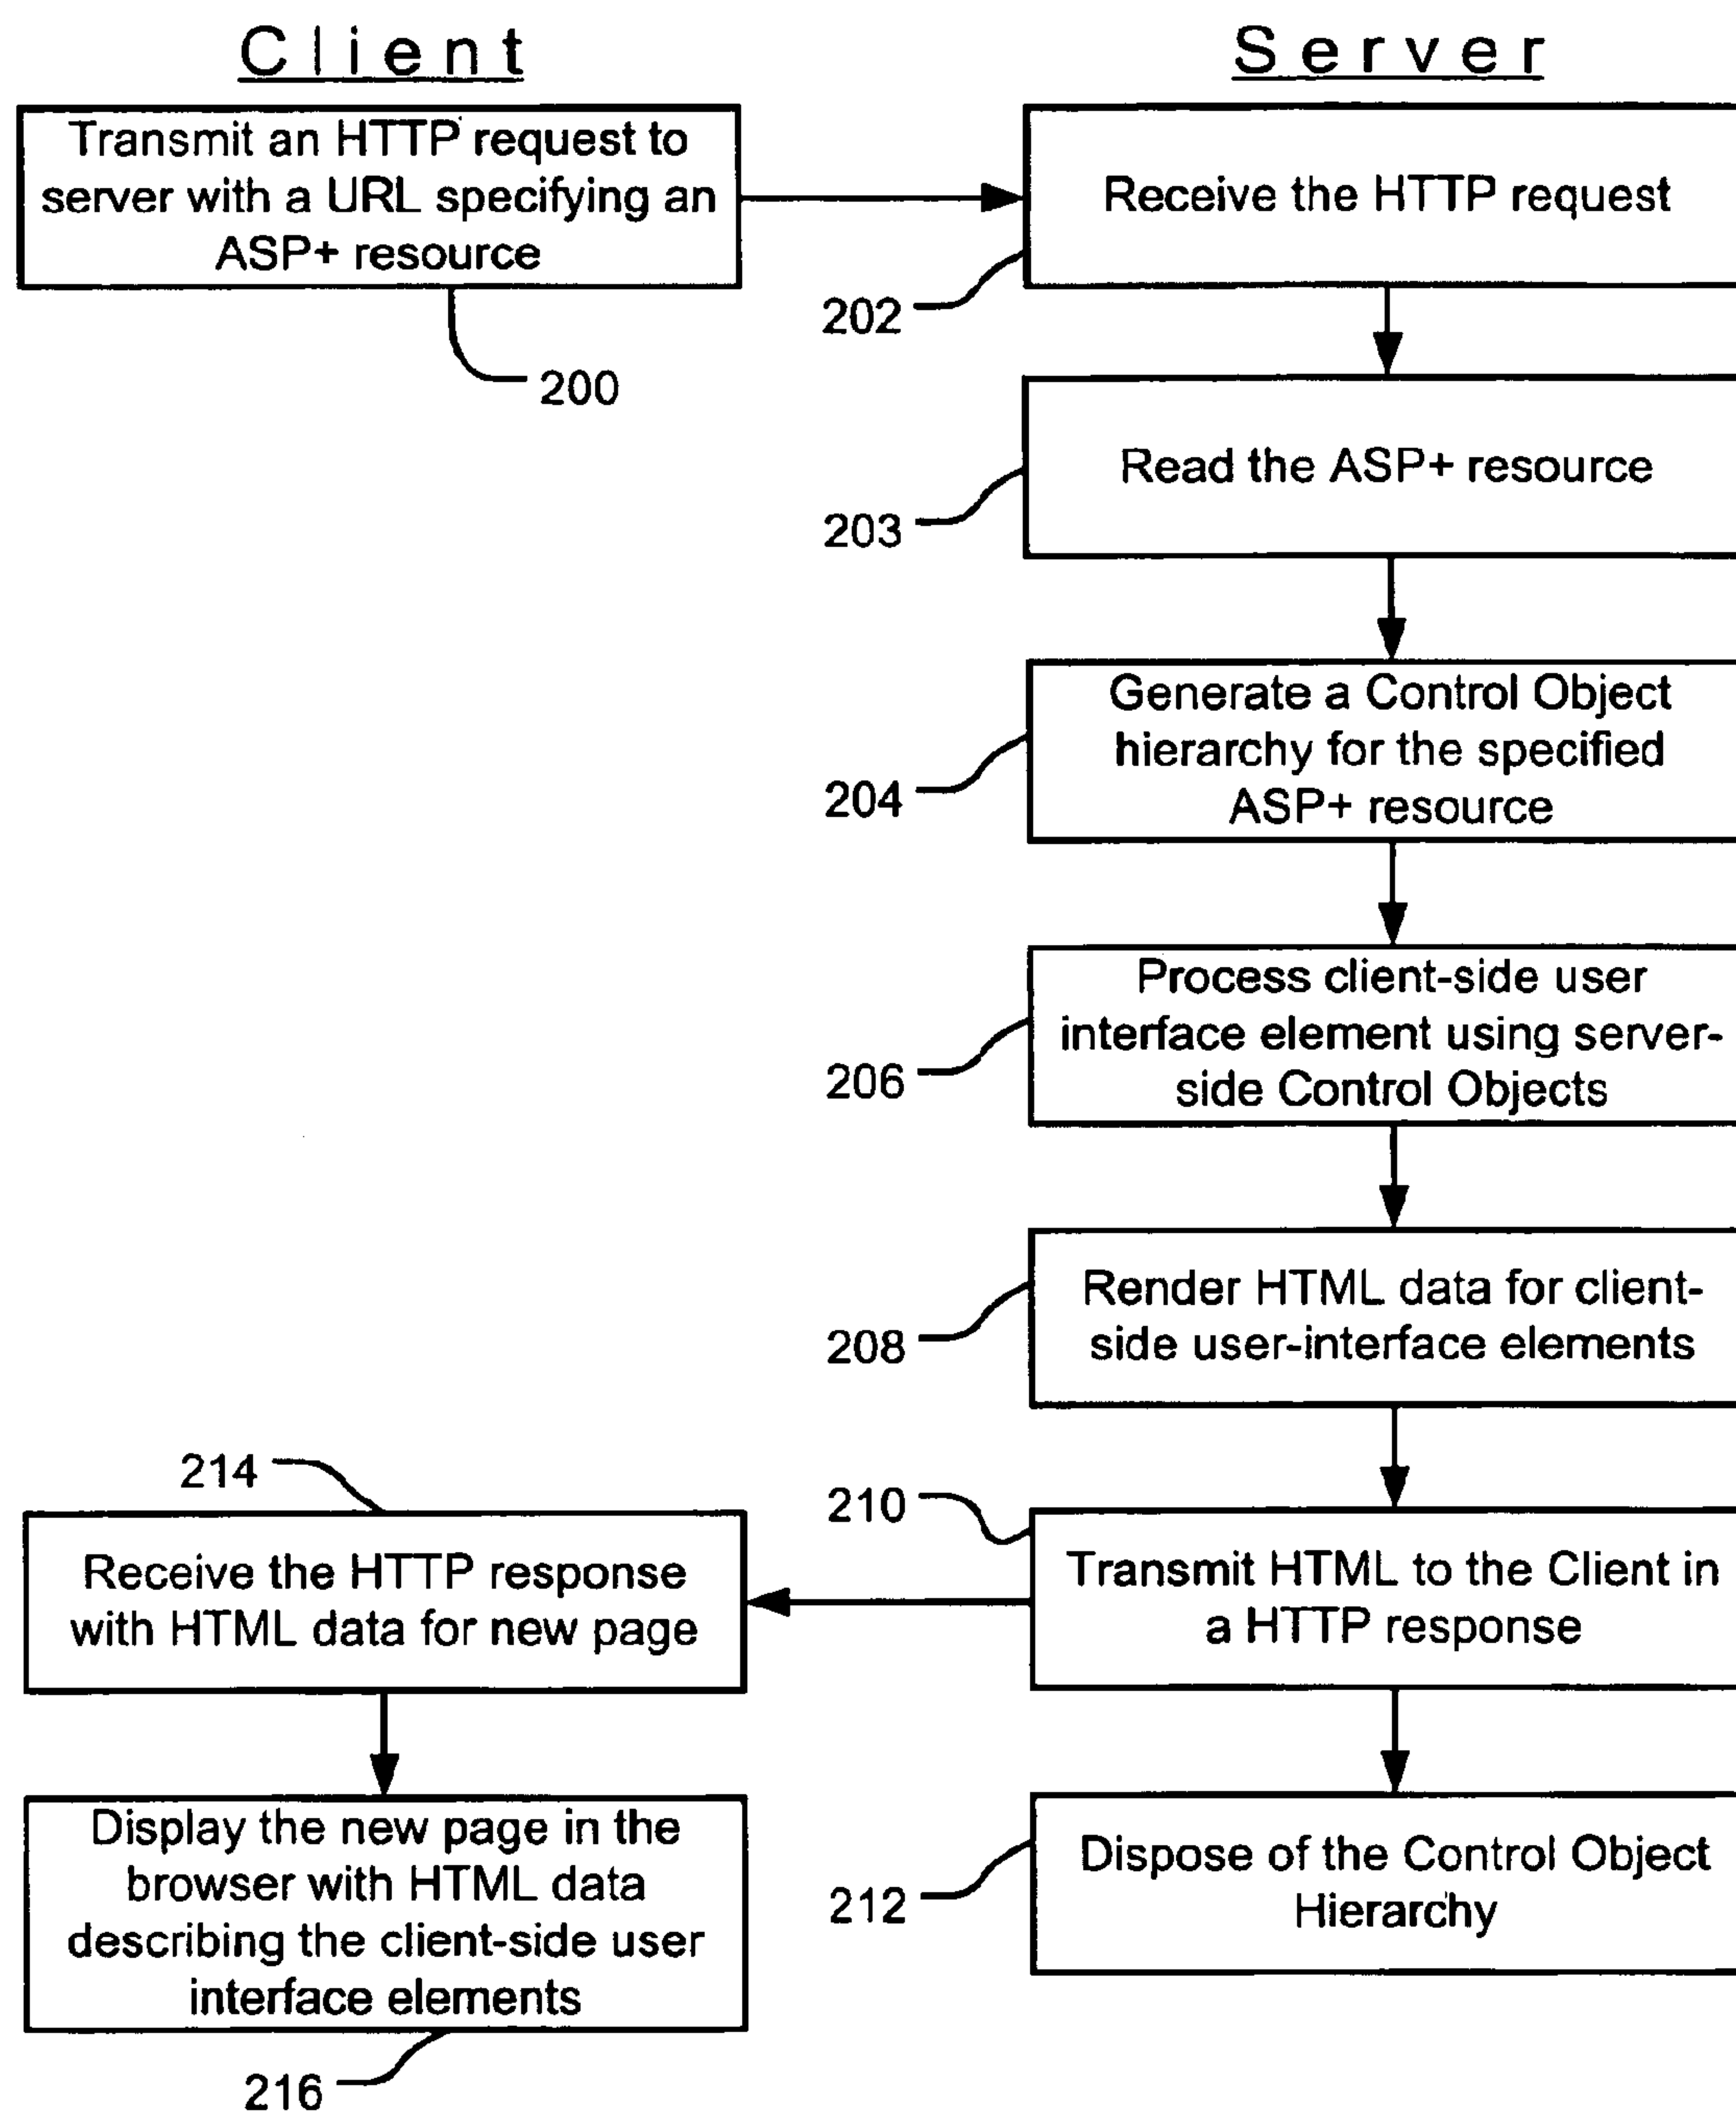 Client
Server
Transmit an HTTP request to
server with a URL specifying an
ASP+ resource
200
Receive the HTTP request
202
Read the ASP+ resource
203
Generate a Control Object
hierarchy for the specified
ASP+ resource
204
Process client-side user
interface element using server-
side Control Objects
206
Render HTML data for client-
side user-interface elements
208
Transmit HTML to the Client in
a HTTP response
210
Dispose of the Control Object
Hierarchy
212
214
Receive the HTTP response
with HTML data for new page
Display the new page in the
browser with HTML data
describing the client-side user
interface elements
216